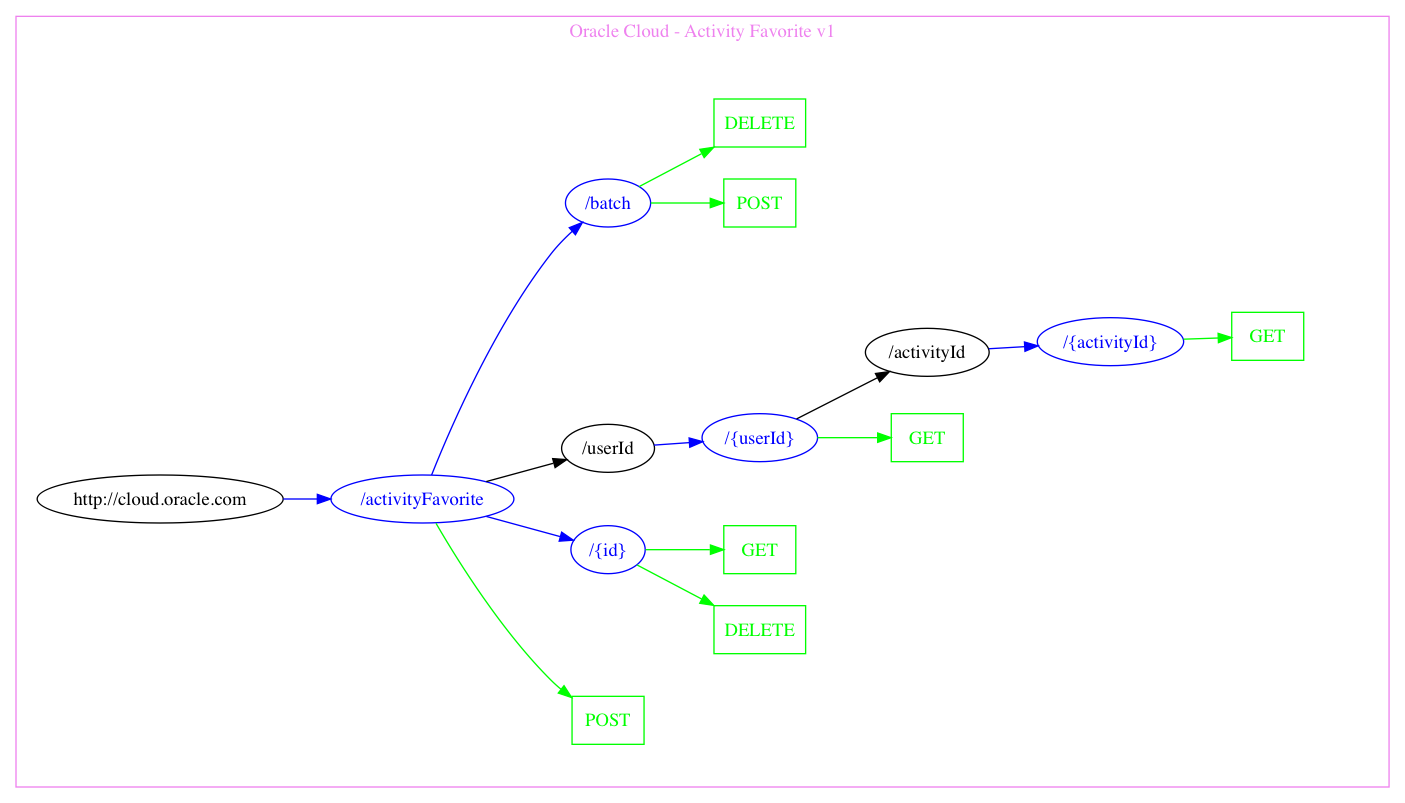 Oracle Cloud - Activity Favorite v1
DELETE
/batch
POST
/activityId
/{activityId}
GET
/userId
/{userId}
GET
http://cloud.oracle.com
/activityFavorite
/{id}
GET
DELETE
POST